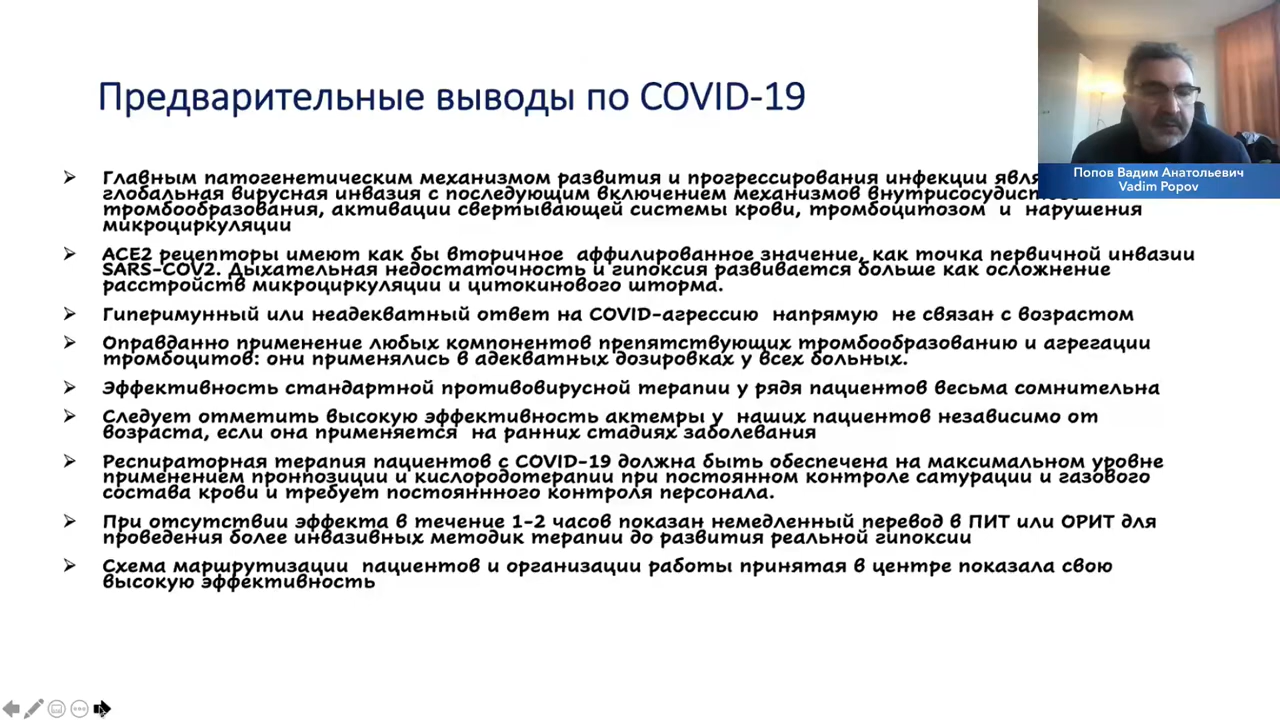 Предварительные выводы по COVID-19
Попов Вадим Анатольевич
Vadim Popov
Главным патогенетическим механизмом развития и прогрессирования инфекции
глобальная вирусная инвазия с последующим включением механизмов
тромбообразования, активации свертывающей системы крови, тромбоцитозом и нарушения
микроциркуляции
ACE2 рецепторы имеют как бы вторичное аффилированное значение, как точка первичной инвазии
SARS-COV2. Дыхательная недостаточность и гипоксия развивается больше как осложнение
расстройств микроциркуляции и цитокинового шторма.
Гиперимунный или неадекватный ответ на COVID-агрессию напрямую не связан с возрастом
Оправданно применение любых компонентов препятствующих тромбообразованию и агрегации
тромбоцитов: они применялись в адекватных дозировках у всех больных.
Эффективность стандартной противовирусной терапии у рядя пациентов весьма сомнительна
Следует отметить высокую эффективность актемры у наших пациентов независимо от
возраста, если она применяется на ранних стадиях заболевания
Респираторная терапия пациентов с COVID-19 должна быть обеспечена на максимальном уровне
применением пронпозиции и кислородотерапии при постоянном контроле сатурации и газового
состава крови и требует постояннного контроля персонала.
При отсутствии эффекта в течение 1-2 часов показан немедленный перевод в ПИТ или ОРИТ для
проведения более инвазивных методик терапии до развития реальной гипоксии
Схема маршрутизации пациентов и организации работы принятая в центре показала свою
высокую эффективность